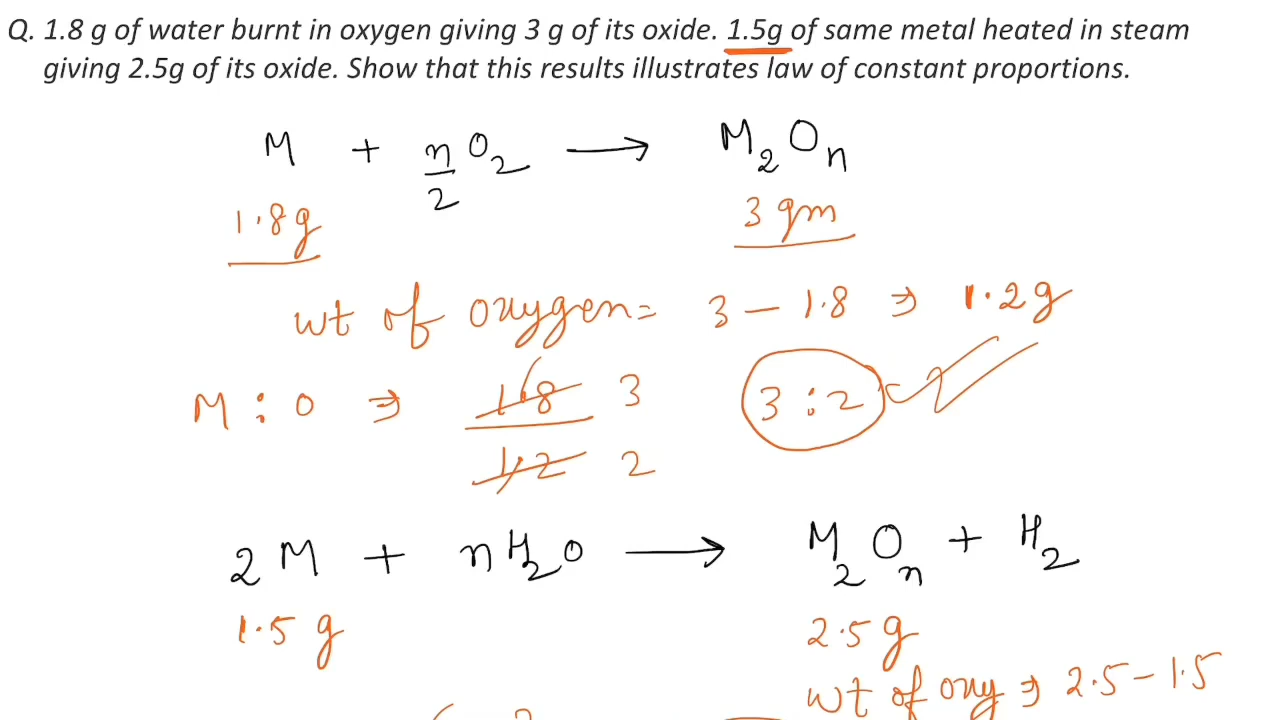 Q. 1.8 g of water burnt in oxygen giving 3 g of its oxide. 1.5g of same metal heated in steam
giving 2.5g of its oxide. Show that this results illustrates law of constant proportions.
M + n/2 O₂ → M₂Oₙ
1.8g 3 gm
wt of oxygen = 3 - 1.8 ⇒ 1.2g
M : O ⇒ 1.8/1.2 3/2 3 : 2
2M + nH₂O → M₂Oₙ + H₂
1.5 g 2.5 g
wt of oxy ⇒ 2.5 - 1.5